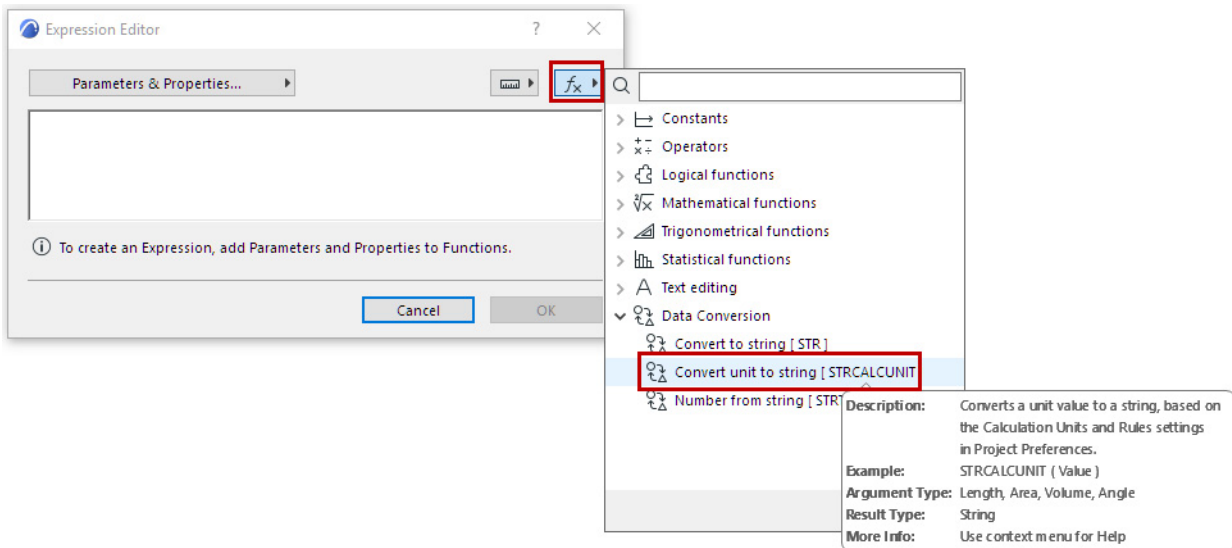 Expression Editor
?
Parameters & Properties...
fx
To create an Expression, add Parameters and Properties to Functions.
Cancel
OK
Constants
Operators
Logical functions
Mathematical functions
Trigonometrical functions
Statistical functions
Text editing
Data Conversion
Convert to string [ STR ]
Convert unit to string [ STRCALCUNIT
Number from string [ STRT
Description: Converts a unit value to a string, based on
the Calculation Units and Rules settings
in Project Preferences.
Example: STRCALCUNIT ( Value )
Argument Type: Length, Area, Volume, Angle
Result Type: String
More Info: Use context menu for Help